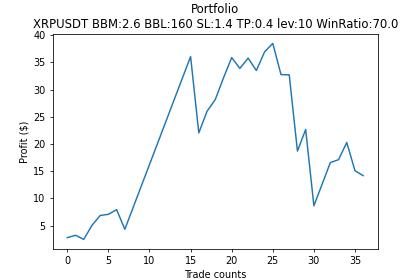 Portfolio
XRPUSDT BBM:2.6 BBL:160 SL:1.4 TP:0.4 lev:10 WinRatio:70.0
Profit ($)
40
35
30
25
20
15
10
5
0 5 10 15 20 25 30 35
Trade counts